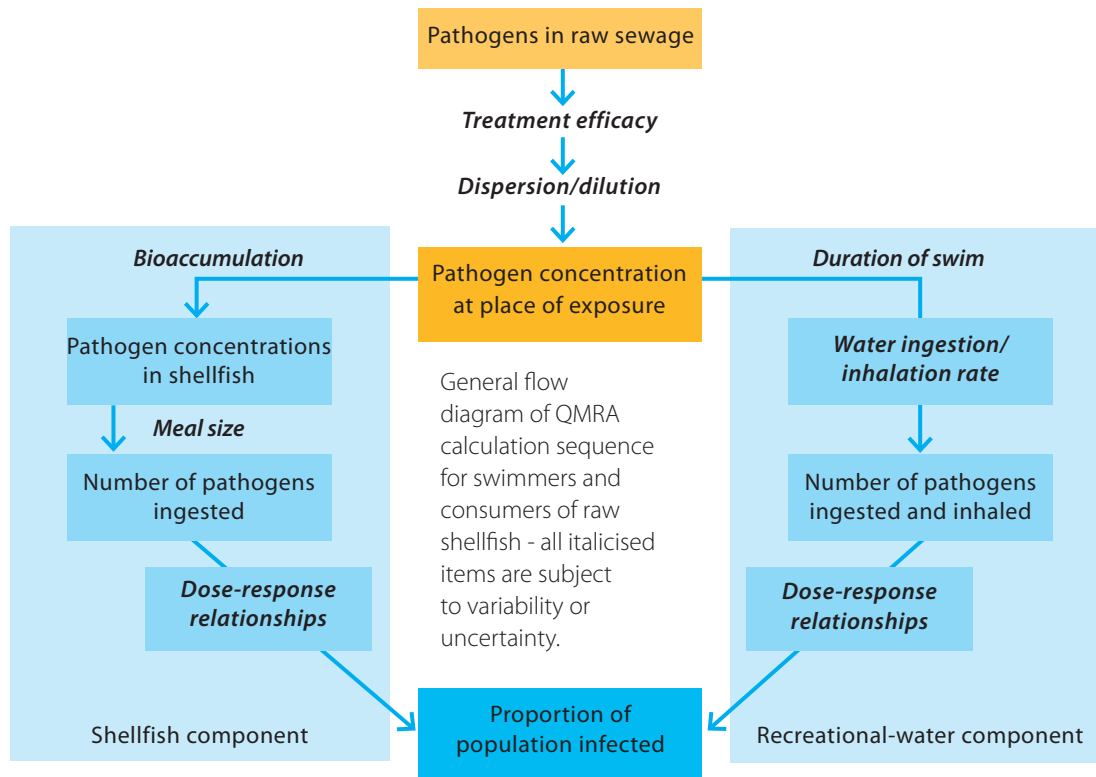 Pathogens in raw sewage
Treatment efficacy
Dispersion/dilution
Pathogen concentration
at place of exposure
Bioaccumulation
Pathogen concentrations
in shellfish
Meal size
Number of pathogens
ingested
Dose-response
relationships
Shellfish component
General flow
diagram of QMRA
calculation sequence
for swimmers and
consumers of raw
shellfish - all italicised
items are subject
to variability or
uncertainty.
Duration of swim
Water ingestion/
inhalation rate
Number of pathogens
ingested and inhaled
Dose-response
relationships
Recreational-water component
Proportion of
population infected